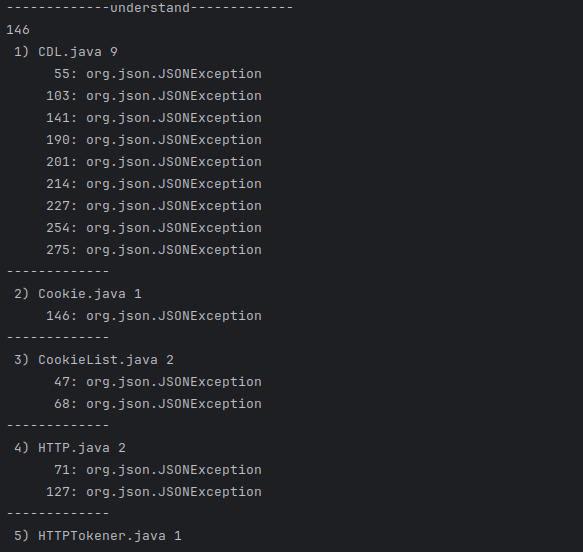 -------------understand-------------
146
 1) CDL.java 9
      55: org.json.JSONException
     103: org.json.JSONException
     141: org.json.JSONException
     190: org.json.JSONException
     201: org.json.JSONException
     214: org.json.JSONException
     227: org.json.JSONException
     254: org.json.JSONException
     275: org.json.JSONException
-------------
 2) Cookie.java 1
     146: org.json.JSONException
-------------
 3) CookieList.java 2
      47: org.json.JSONException
      68: org.json.JSONException
-------------
 4) HTTP.java 2
      71: org.json.JSONException
     127: org.json.JSONException
-------------
 5) HTTPTokener.java 1